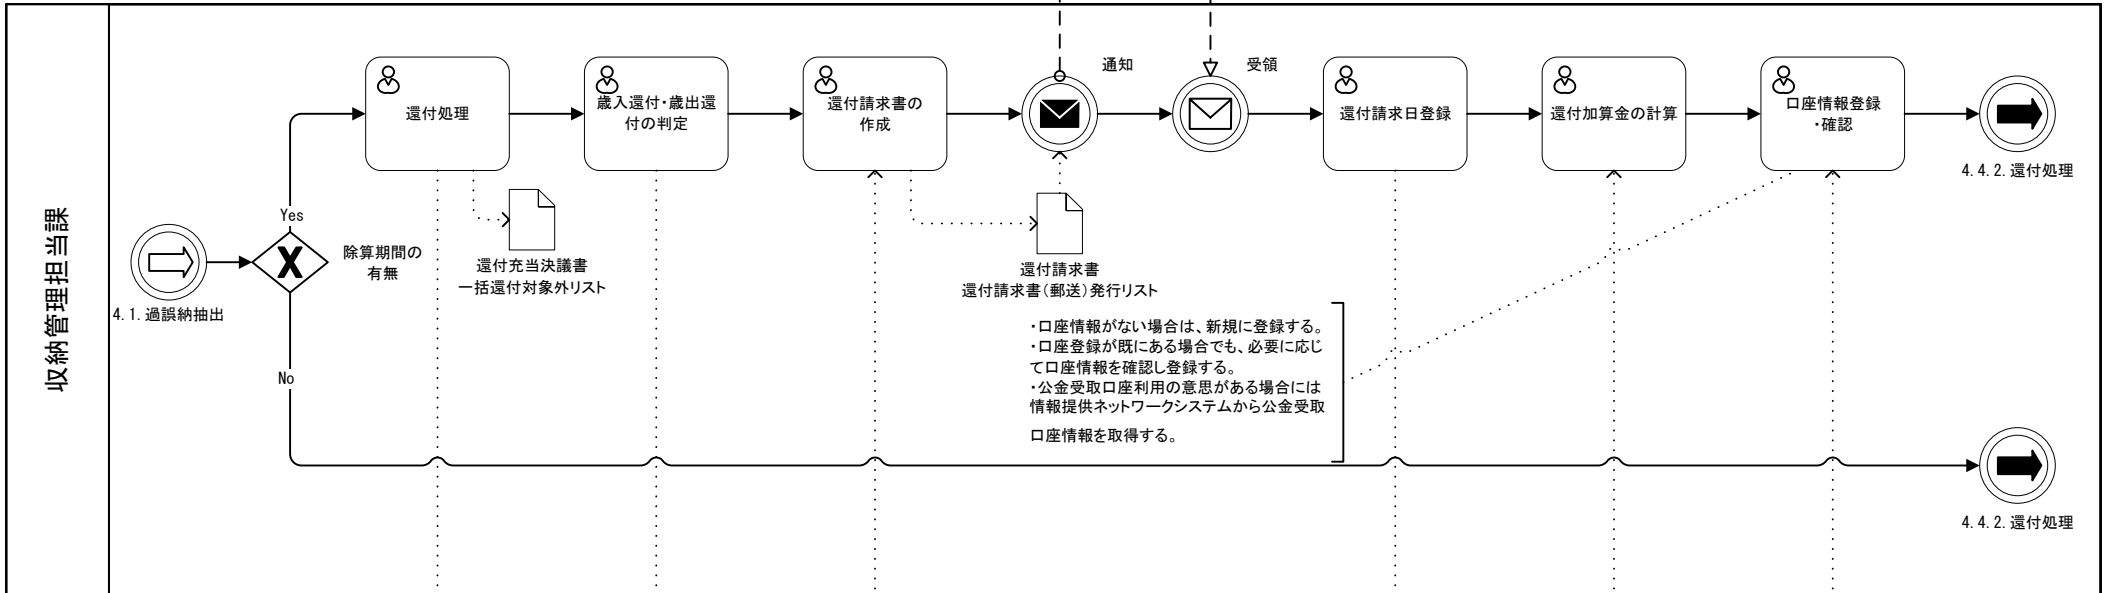 収納管理担当課
4.1.過誤納抽出
Yes
No
除算期間の
有無
還付処理
還付充当決議書
一括還付対象外リスト
歳入還付・歳出還
付の判定
還付請求書の
作成
還付請求書
還付請求書(郵送)発行リスト
通知
受領
還付請求日登録
還付加算金の計算
口座情報登録
・確認
4.4.2.還付処理
・口座情報がない場合は、新規に登録する。
・口座登録が既にある場合でも、必要に応じ
て口座情報を確認し登録する。
・公金受取口座利用の意思がある場合には
情報提供ネットワークシステムから公金受取
口座情報を取得する。
4.4.2.還付処理